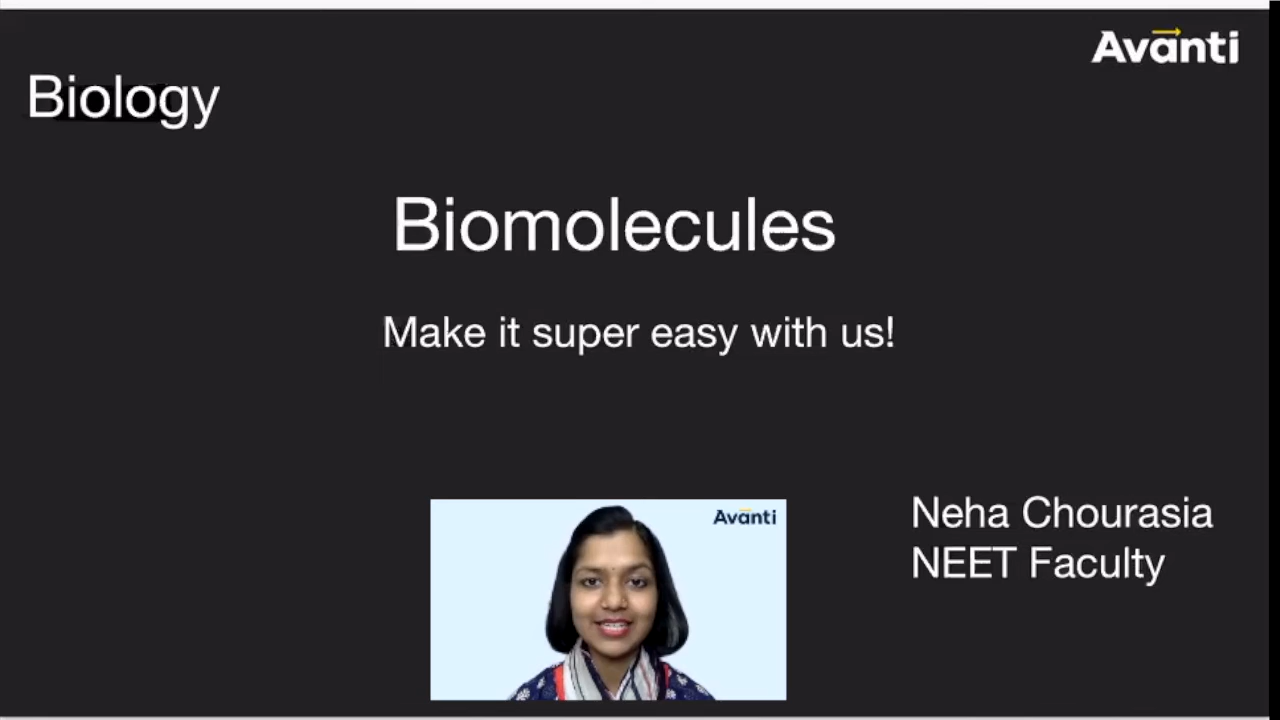 Avanti
Biology
Biomolecules
Make it super easy with us!
Avanti
Neha Chourasia
NEET Faculty